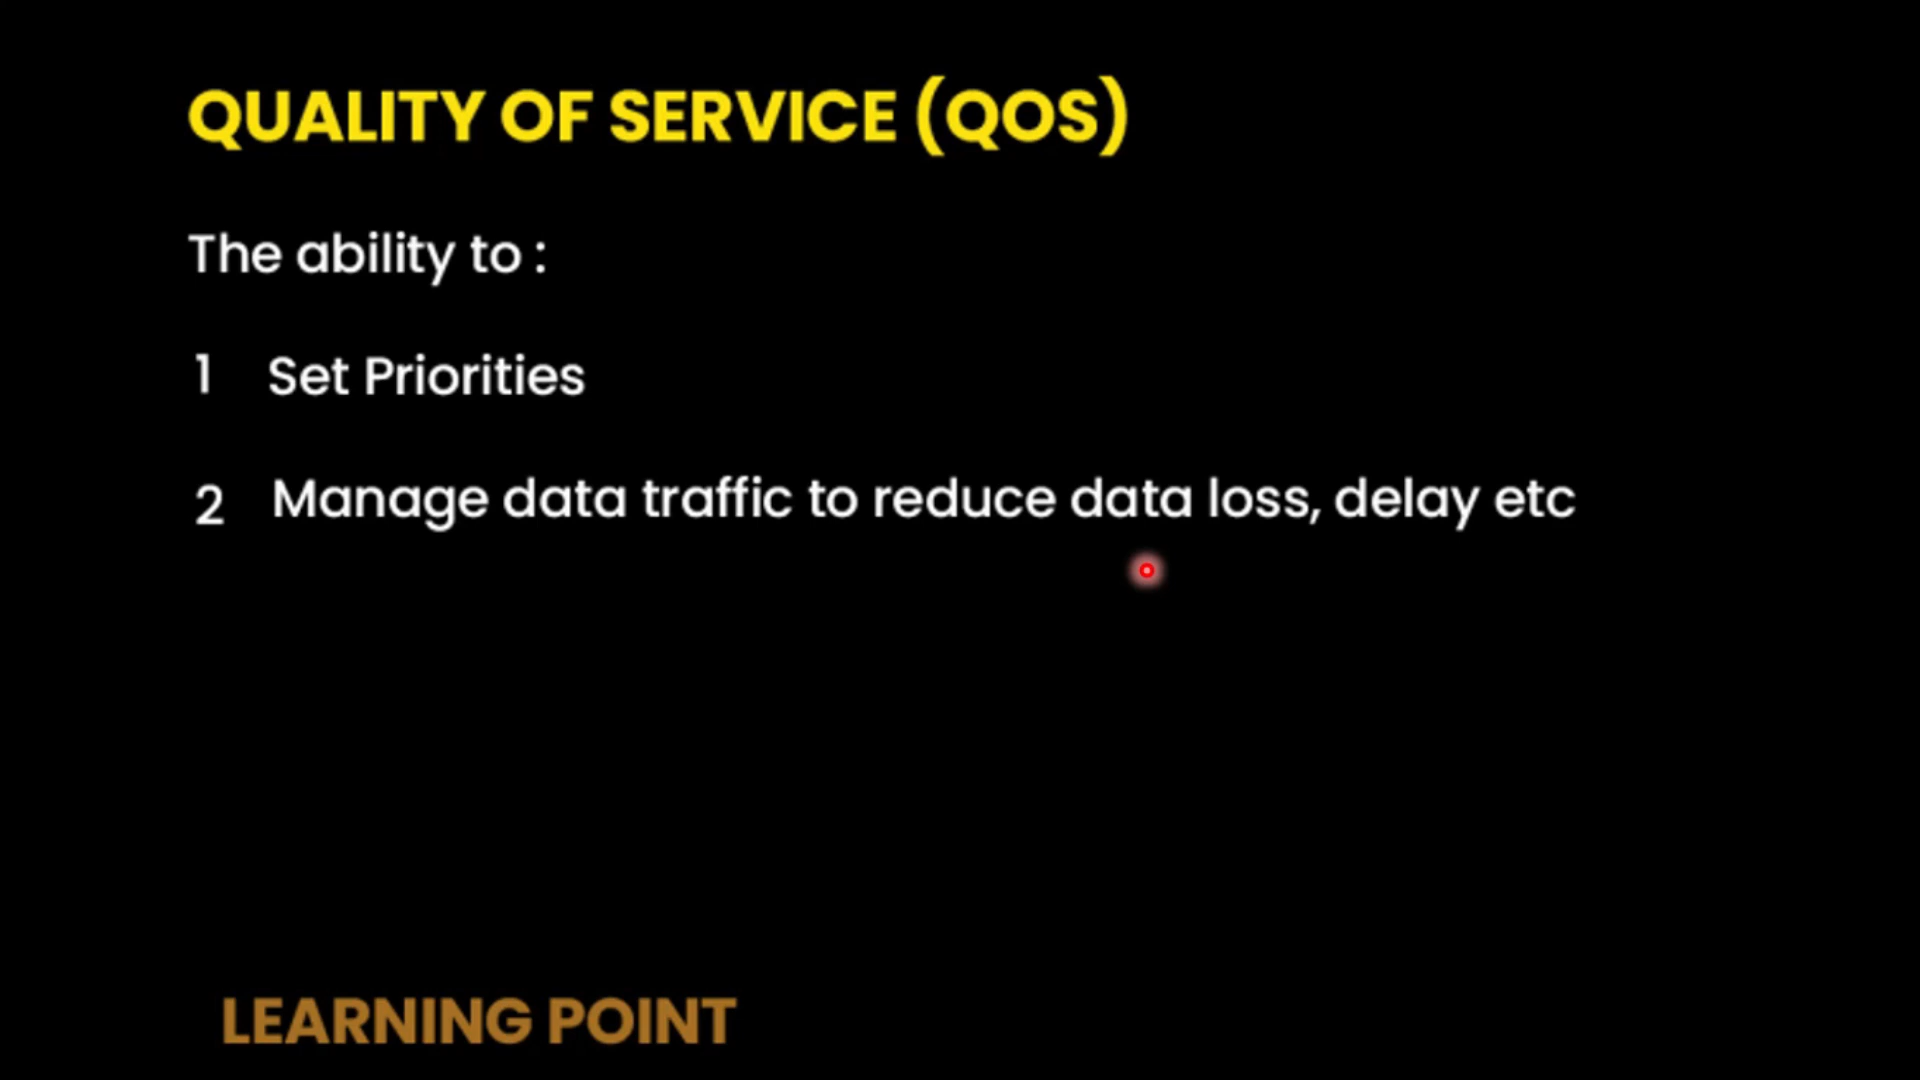 QUALITY OF SERVICE (QOS)
The ability to :
1 Set Priorities
2 Manage data traffic to reduce data loss, delay etc
LEARNING POINT